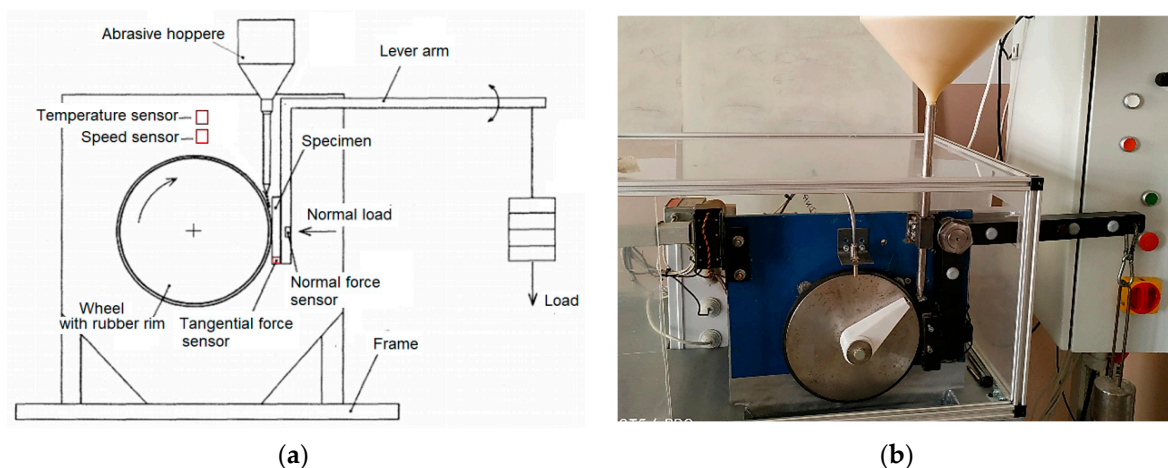 Abrasive hoppere
Lever arm
Temperature sensor
Speed sensor
Specimen
Normal load
Normal force
sensor
Load
Wheel
with rubber rim
Tangential force
sensor
Frame
(a)
(b)